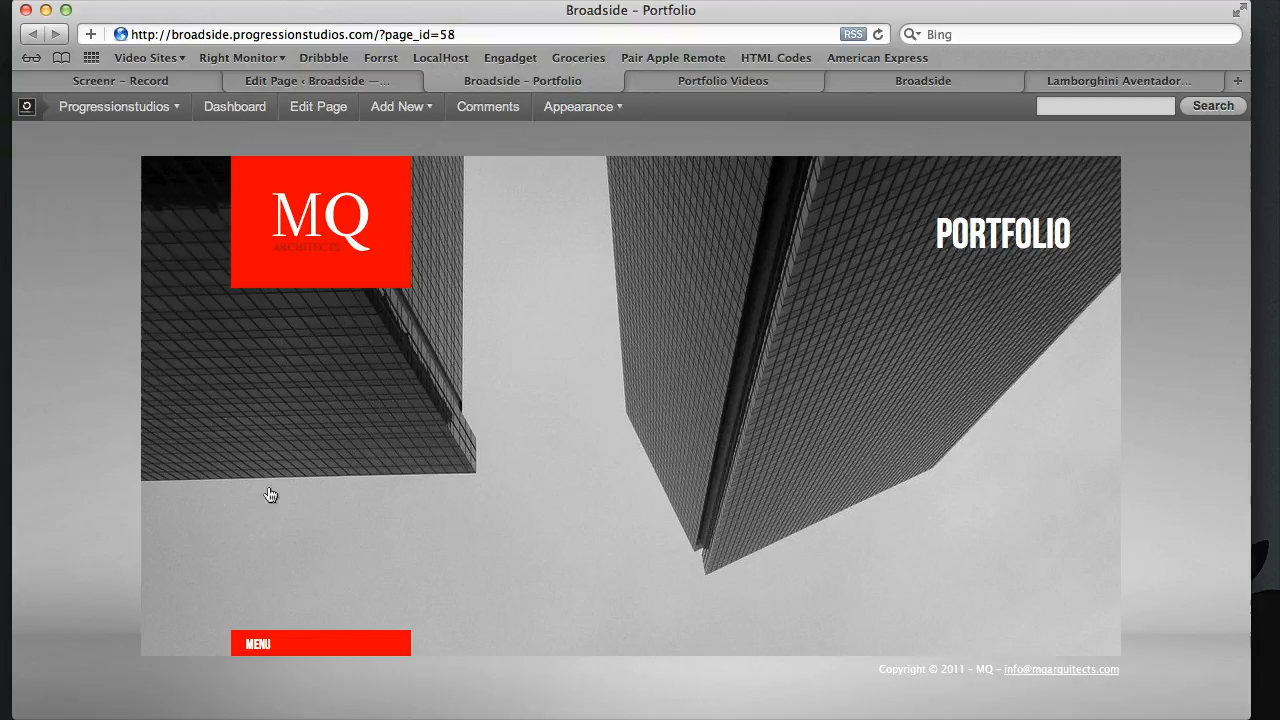 Broadside – Portfolio
http://broadside.progressionstudios.com/?page_id=58
RSS
Bing
Video Sites Right Monitor Dribbble Forrst LocalHost Engadget Groceries Pair Apple Remote HTML Codes American Express
Screenr – Record
Edit Page ‹ Broadside —...
Broadside – Portfolio
Portfolio Videos
Broadside
Lamborghini Aventador...
Progressionstudios Dashboard Edit Page Add New Comments Appearance
Search
MQ
ARCHITECTS
PORTFOLIO
MENU
Copyright © 2011 - MQ - info@mqarquitects.com